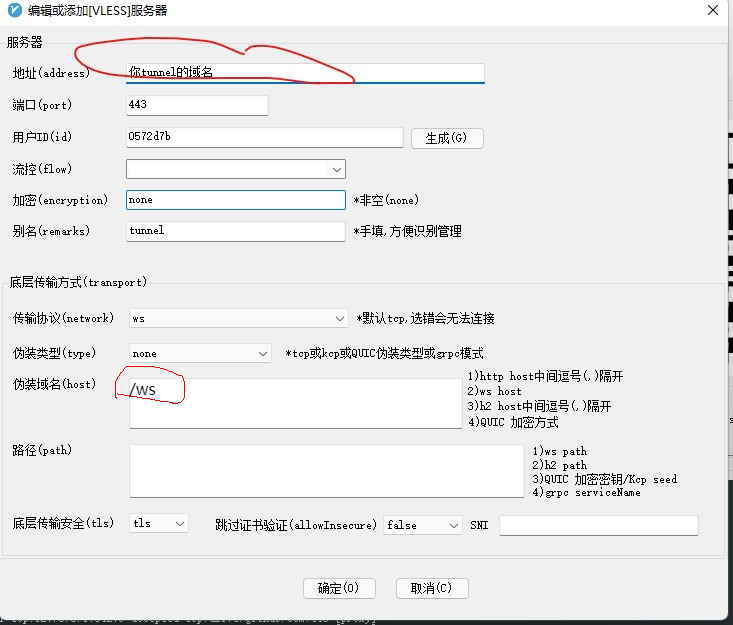 编辑或添加[VLESS]服务器
服务器
地址(address) 你tunnel的域名
端口(port) 443
用户ID(id) 0572d7b 生成(G)
流控(flow)
加密(encryption) none *非空(none)
别名(remarks) tunnel *手填,方便识别管理
底层传输方式(transport)
传输协议(network) ws *默认tcp,选错会无法连接
伪装类型(type) none *tcp或kcp或QUIC伪装类型或grpc模式
伪装域名(host) /ws
1)http host中间逗号(,)隔开
2)ws host
3)h2 host中间逗号(,)隔开
4)QUIC 加密方式
路径(path)
1)ws path
2)h2 path
3)QUIC 加密密钥/Kcp seed
4)grpc serviceName
底层传输安全(tls) tls 跳过证书验证(allowInsecure) false SNI
确定(O) 取消(C)